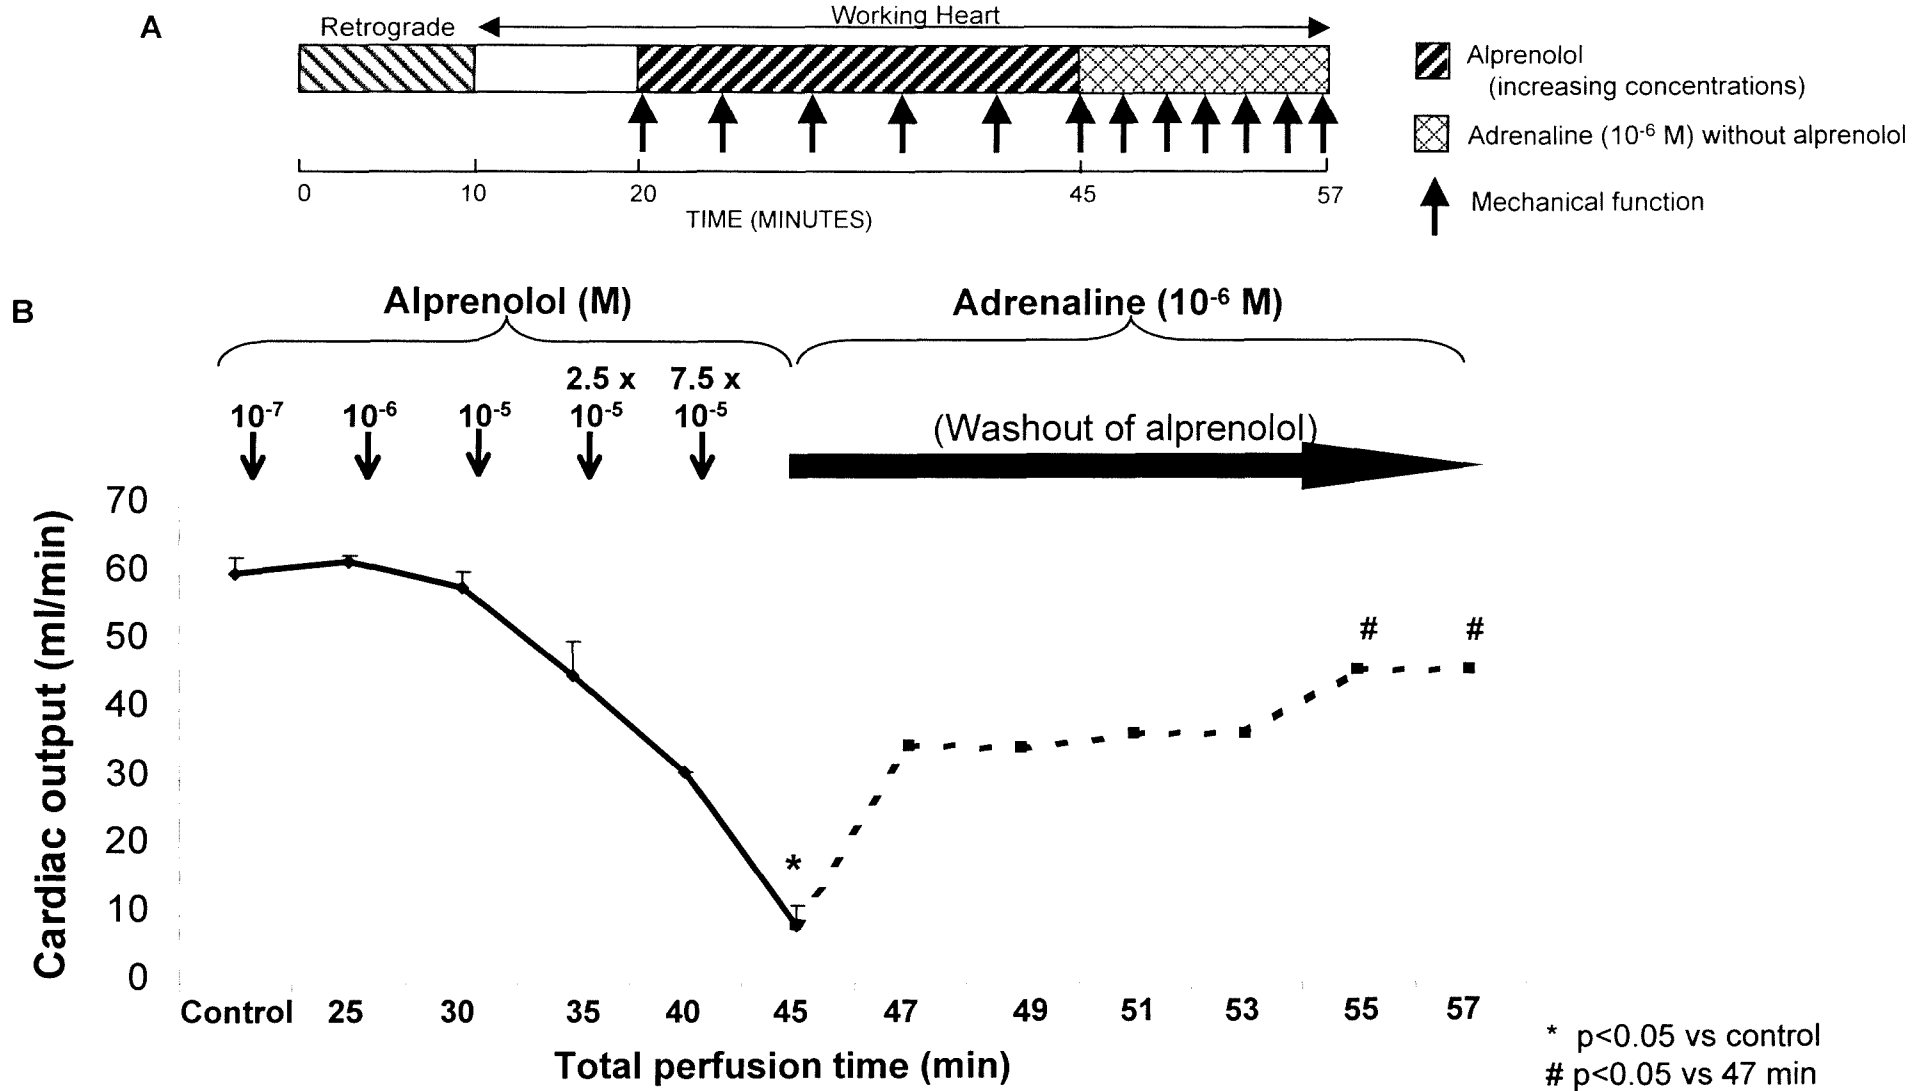 A
Retrograde
Working Heart
Alprenolol
(increasing concentrations)
Adrenaline (10⁻⁶ M) without alprenolol
Mechanical function
0 10 20 45 57
TIME (MINUTES)
B
Alprenolol (M)
Adrenaline (10⁻⁶ M)
2.5 x 7.5 x
10⁻⁷ 10⁻⁶ 10⁻⁵ 10⁻⁵ 10⁻⁵
(Washout of alprenolol)
70
60
50
40
30
20
10
0
Cardiac output (ml/min)
*
# #
Control 25 30 35 40 45 47 49 51 53 55 57
Total perfusion time (min)
* p<0.05 vs control
# p<0.05 vs 47 min